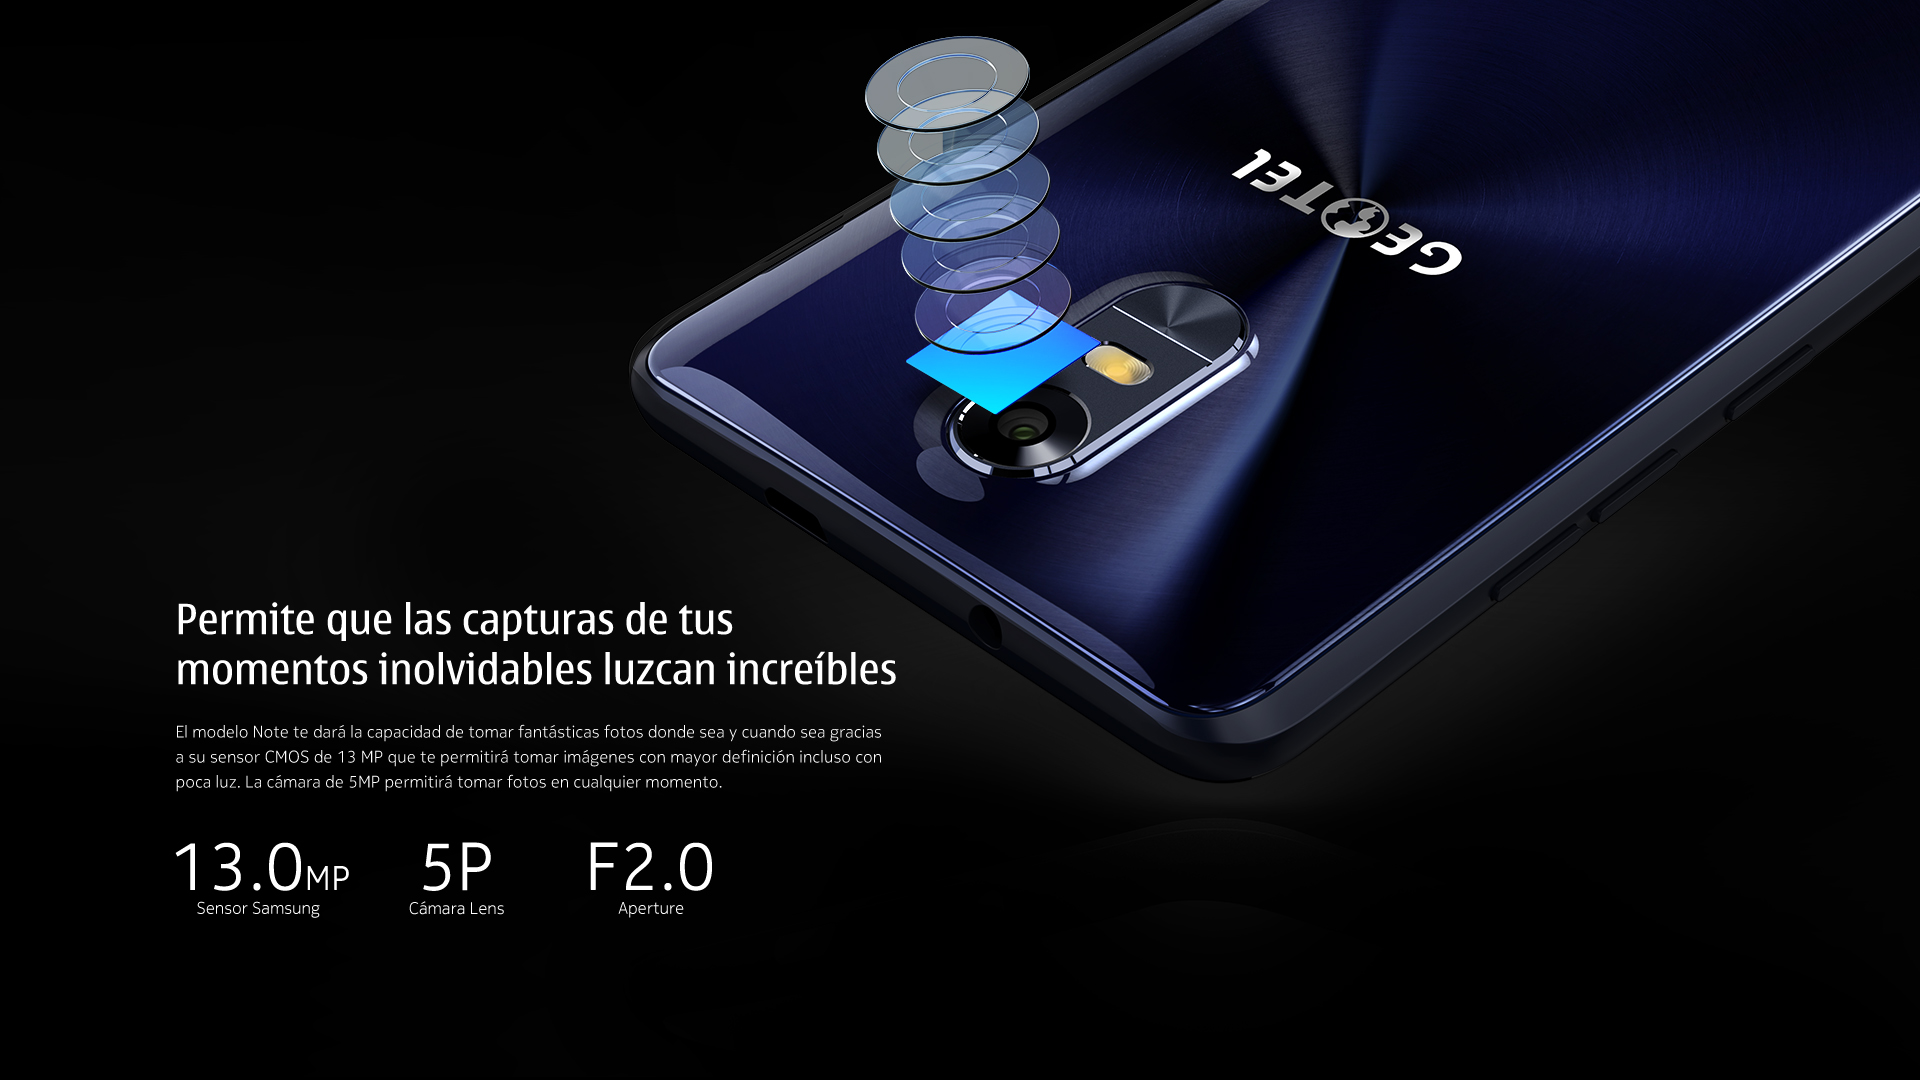 GEOTEL
Permite que las capturas de tus
momentos inolvidables luzcan increíbles
El modelo Note te dará la capacidad de tomar fantásticas fotos donde sea y cuando sea gracias
a su sensor CMOS de 13 MP que te permitirá tomar imágenes con mayor definición incluso con
poca luz. La cámara de 5MP permitirá tomar fotos en cualquier momento.
13.0MP 5P F2.0
Sensor Samsung Cámara Lens Aperture